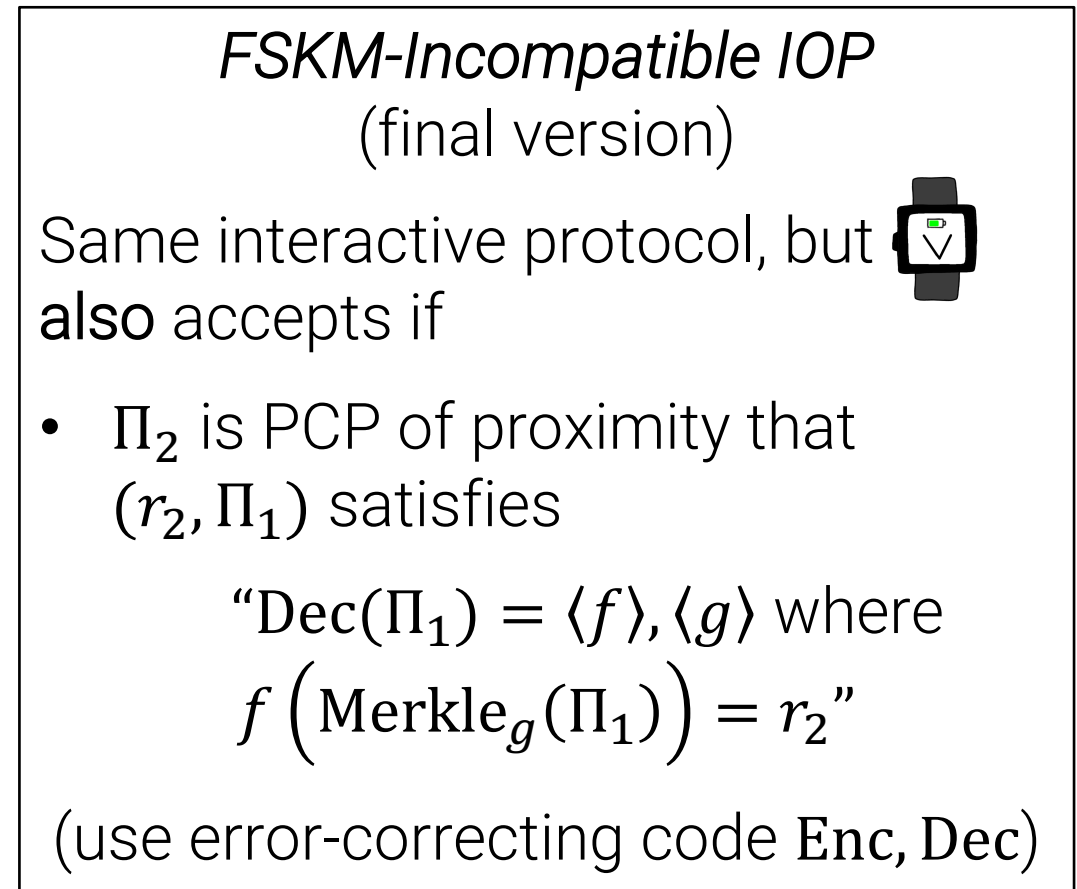 FSKM-Incompatible IOP
(final version)
Same interactive protocol, but V
also accepts if
• Π₂ is PCP of proximity that
(r₂, Π₁) satisfies
“Dec(Π₁) = ⟨f⟩, ⟨g⟩ where
f(Merkle_g(Π₁)) = r₂”
(use error-correcting code Enc, Dec)